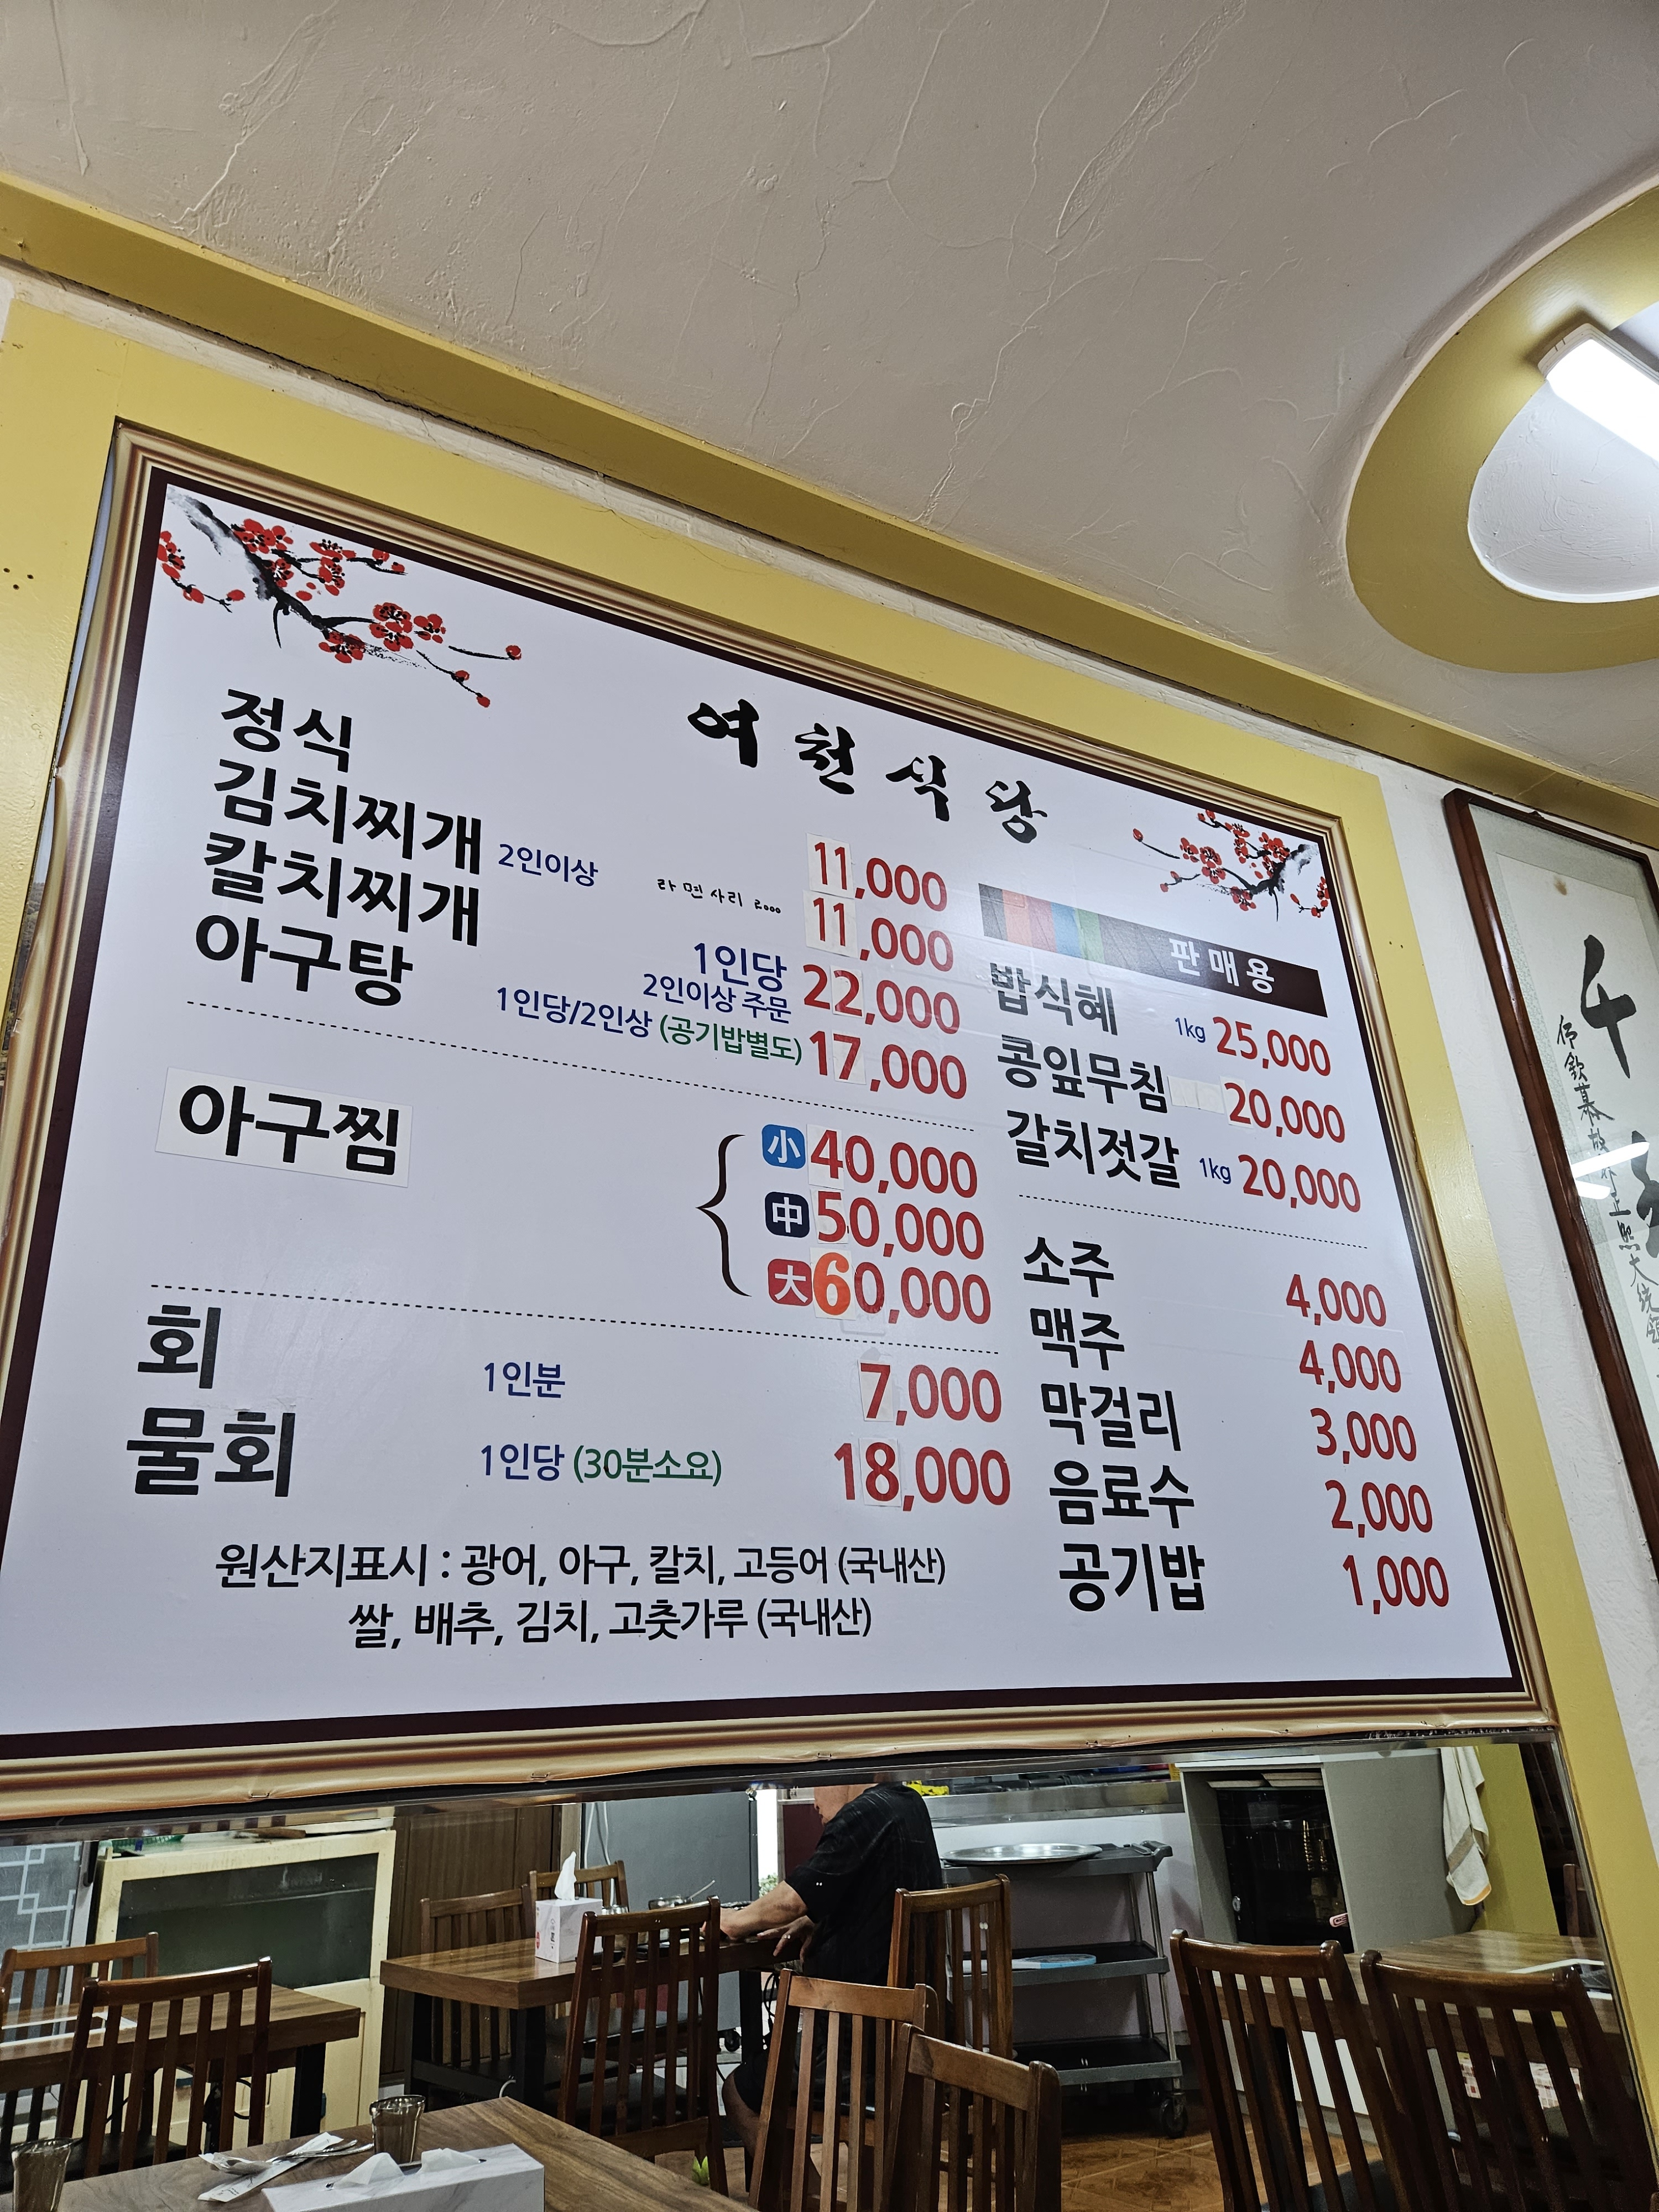 여천식당
정식 11,000
김치찌개 2인이상 라면사리 2000 11,000
칼치찌개 1인당 2인이상 주문 22,000
아구탕 1인당/2인상 (공기밥별도) 17,000
아구찜 小 40,000
中 50,000
大 60,000
회 1인분 7,000
물회 1인당 (30분소요) 18,000
원산지표시 : 광어, 아구, 칼치, 고등어 (국내산)
쌀, 배추, 김치, 고춧가루 (국내산)
판매용
밥식혜 1kg 25,000
콩잎무침 20,000
갈치젓갈 1kg 20,000
소주 4,000
맥주 4,000
막걸리 3,000
음료수 2,000
공기밥 1,000
千